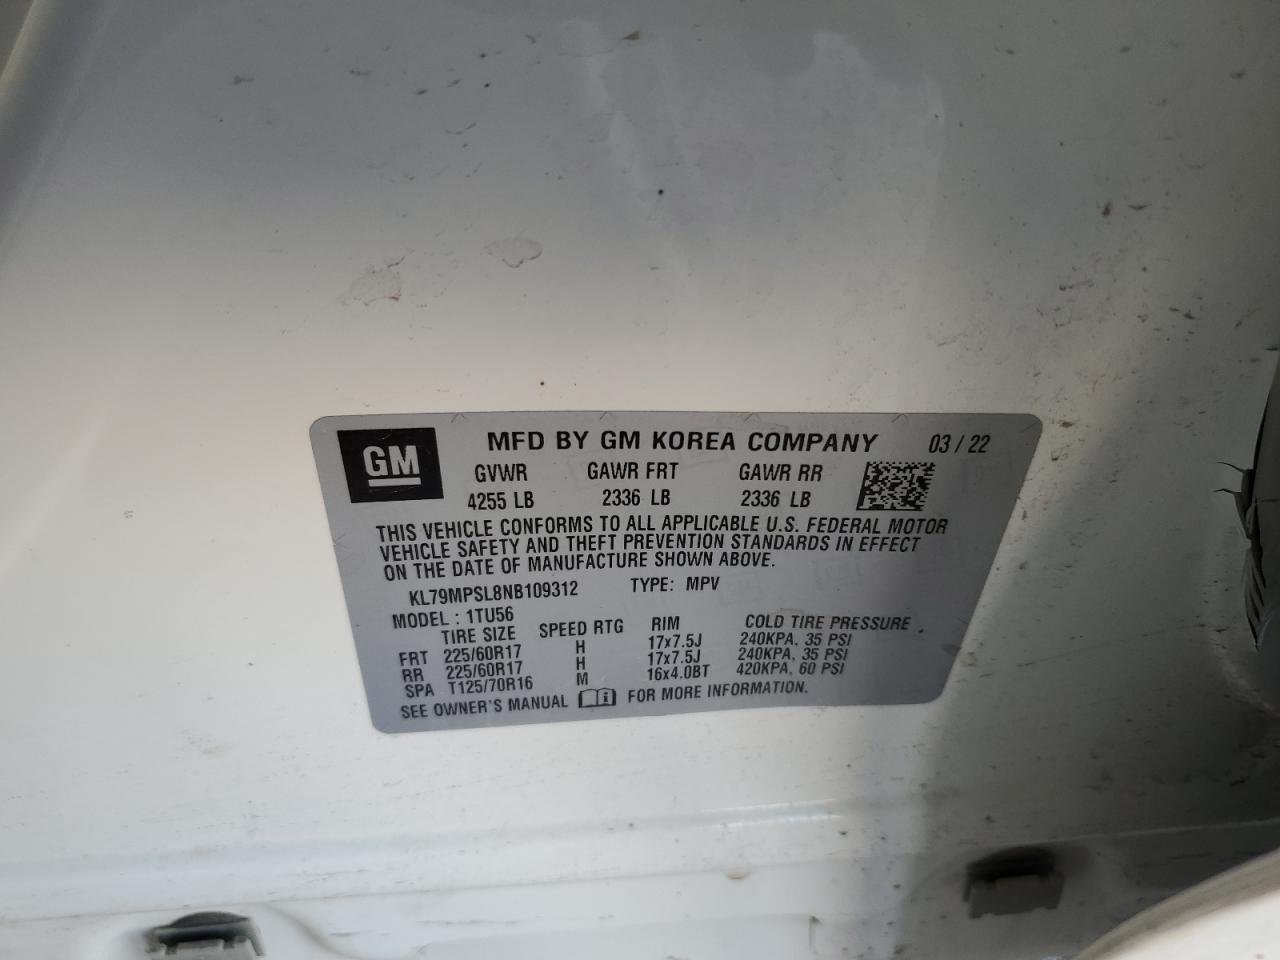 GM MFD BY GM KOREA COMPANY 03 / 22
GVWR GAWR FRT GAWR RR
4255 LB 2336 LB 2336 LB
THIS VEHICLE CONFORMS TO ALL APPLICABLE U.S. FEDERAL MOTOR
VEHICLE SAFETY AND THEFT PREVENTION STANDARDS IN EFFECT
ON THE DATE OF MANUFACTURE SHOWN ABOVE.
KL79MPSL8NB109312 TYPE: MPV
MODEL : 1TU56
TIRE SIZE SPEED RTG RIM COLD TIRE PRESSURE
FRT 225/60R17 H 17x7.5J 240KPA, 35 PSI
RR 225/60R17 H 17x7.5J 240KPA, 35 PSI
SPA T125/70R16 M 16x4.0BT 420KPA, 60 PSI
SEE OWNER'S MANUAL i FOR MORE INFORMATION.